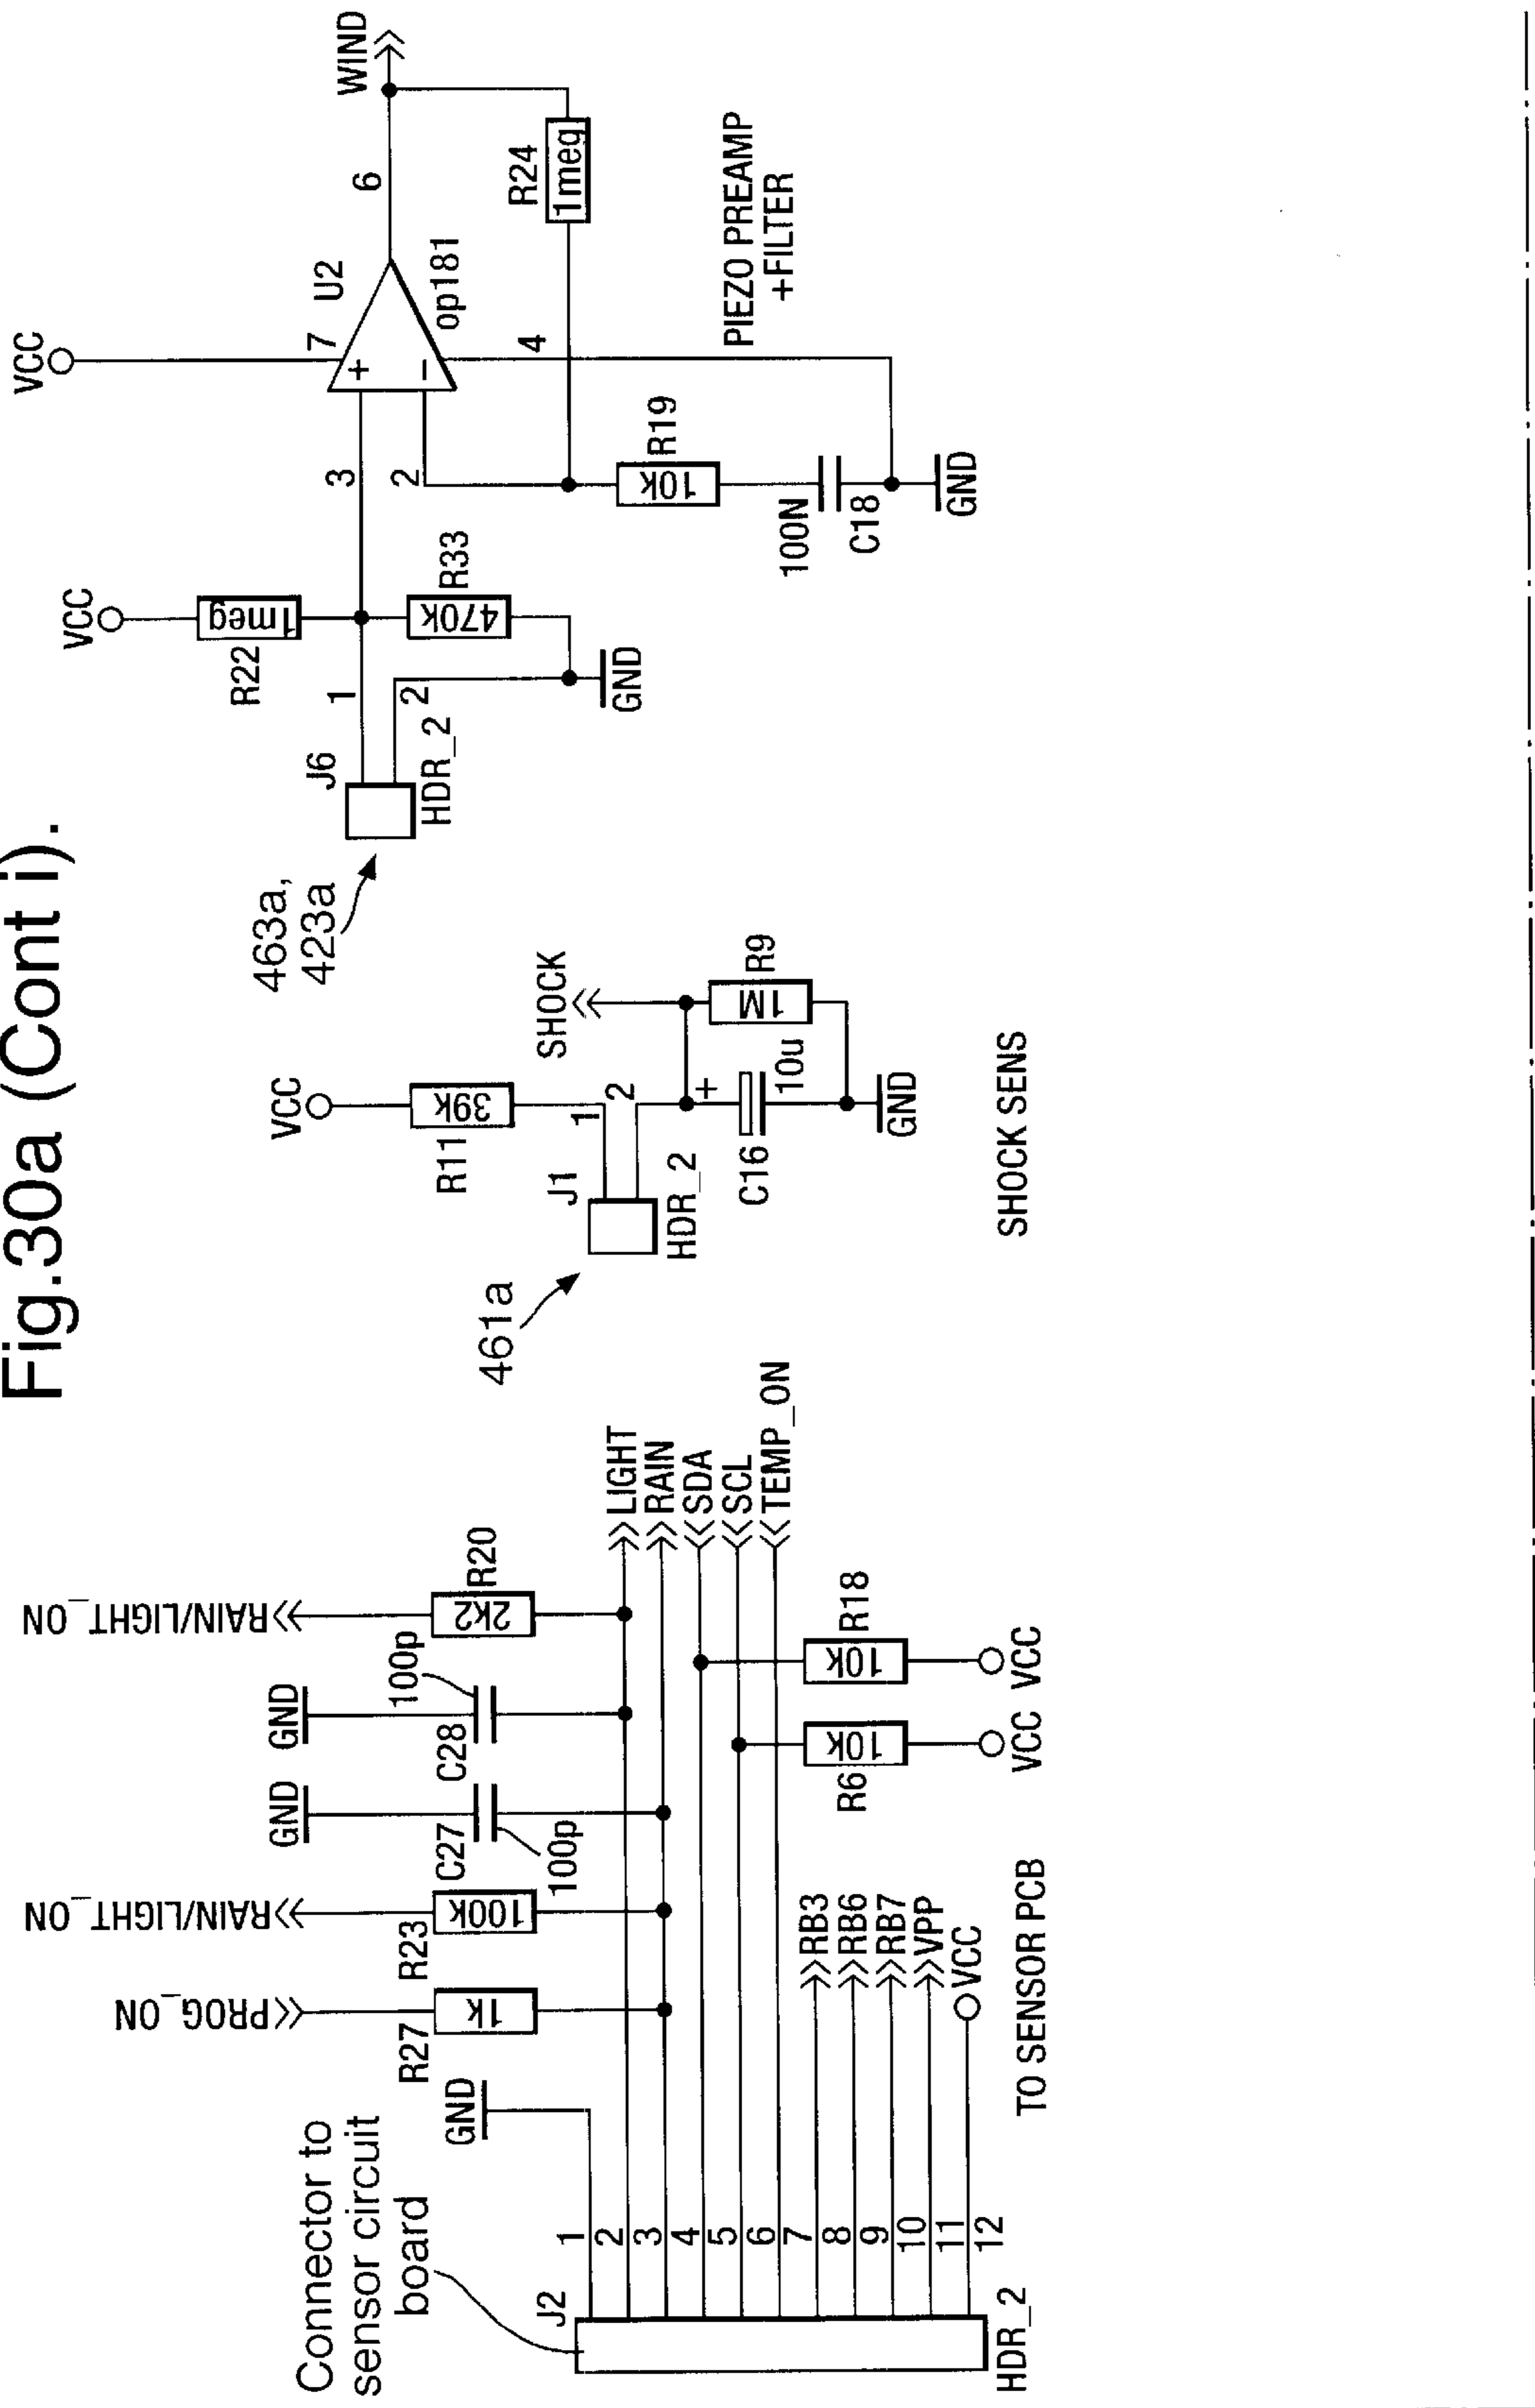 Fig.30a (Cont i).
Connector to
sensor circuit
board
J2
HDR_2
1
2
3
4
5
6
7
8
9
10
11
12
GND
PROG_ON
R27
1k
RAIN/LIGHT_ON
R23
100k
GND
C27
100p
GND
C28
100p
RAIN/LIGHT_ON
R20
2k2
LIGHT
RAIN
SDA
SCL
TEMP_ON
RB3
RB6
RB7
VPP
VCC
R6
10k
VCC
R18
10k
VCC
TO SENSOR PCB
461a
J1
HDR_2
1
2
VCC
R11
39k
SHOCK
C16
+
10u
R9
1M
GND
SHOCK SENS
463a,
423a
J6
HDR_2
1
2
VCC
R22
1meg
R33
470k
GND
3
2
VCC
7
+
−
U2
op181
4
6
WIND
R24
1meg
R19
10k
100N
C18
GND
PIEZO PREAMP
+FILTER